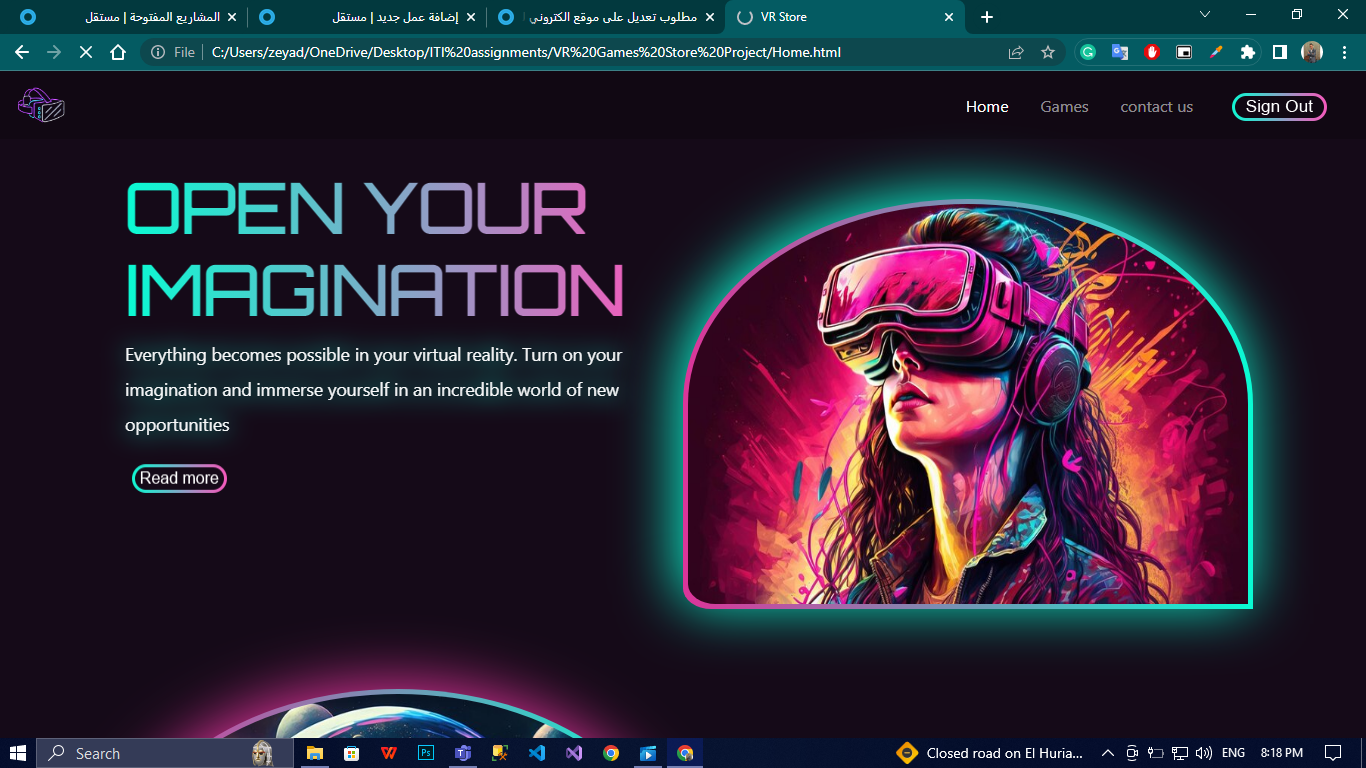 المشاريع المفتوحة | مستقل
إضافة عمل جديد | مستقل
مطلوب تعديل على موقع الكتروني |
VR Store
File
C:/Users/zeyad/OneDrive/Desktop/ITI%20assignments/VR%20Games%20Store%20Project/Home.html
Home
Games
contact us
Sign Out
OPEN YOUR
IMAGINATION
Everything becomes possible in your virtual reality. Turn on your
imagination and immerse yourself in an incredible world of new
opportunities
Read more
Search
Closed road on El Huria...
ENG
8:18 PM